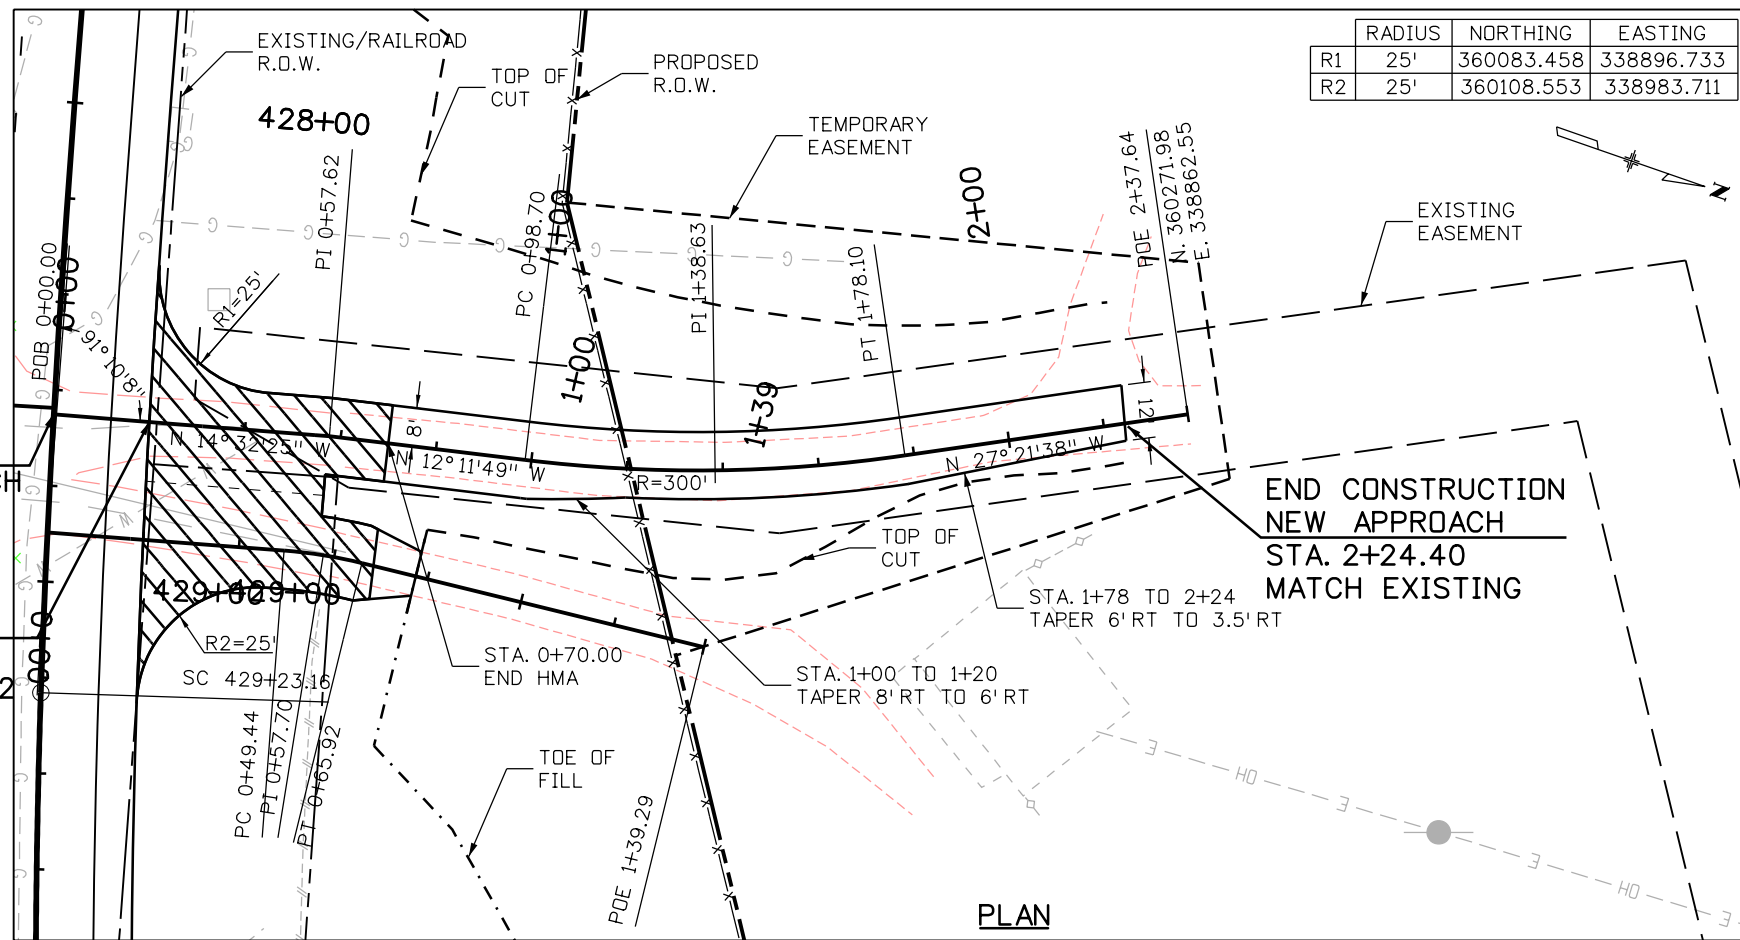 RADIUS NORTHING EASTING
R1 25' 360083.458 338896.733
R2 25' 360108.553 338983.711
EXISTING/RAILROAD
R.O.W.
428+00
TOP OF
CUT
PROPOSED
R.O.W.
TEMPORARY
EASEMENT
EXISTING
EASEMENT
N
POB 0+00.00
0+00
91°10'8"
R1=25'
PI 0+57.62
PC 0+98.70
1+00
1+00
PI 1+38.63
1+39
PT 1+78.10
2+00
POE 2+37.64
N. 360271.98
E. 338862.55
N 14°32'25" W
8'
N 12°11'49" W
R=300'
N 27°21'38" W
12'
END CONSTRUCTION
NEW APPROACH
STA. 2+24.40
MATCH EXISTING
TOP OF
CUT
STA. 1+78 TO 2+24
TAPER 6' RT TO 3.5' RT
STA. 1+00 TO 1+20
TAPER 8' RT TO 6' RT
STA. 0+70.00
END HMA
429+00
429+00
R2=25'
SC 429+23.16
PC 0+49.44
PI 0+57.70
PT 0+65.92
TOE OF
FILL
POE 1+39.29
OH
E
E
OH
E
E
PLAN